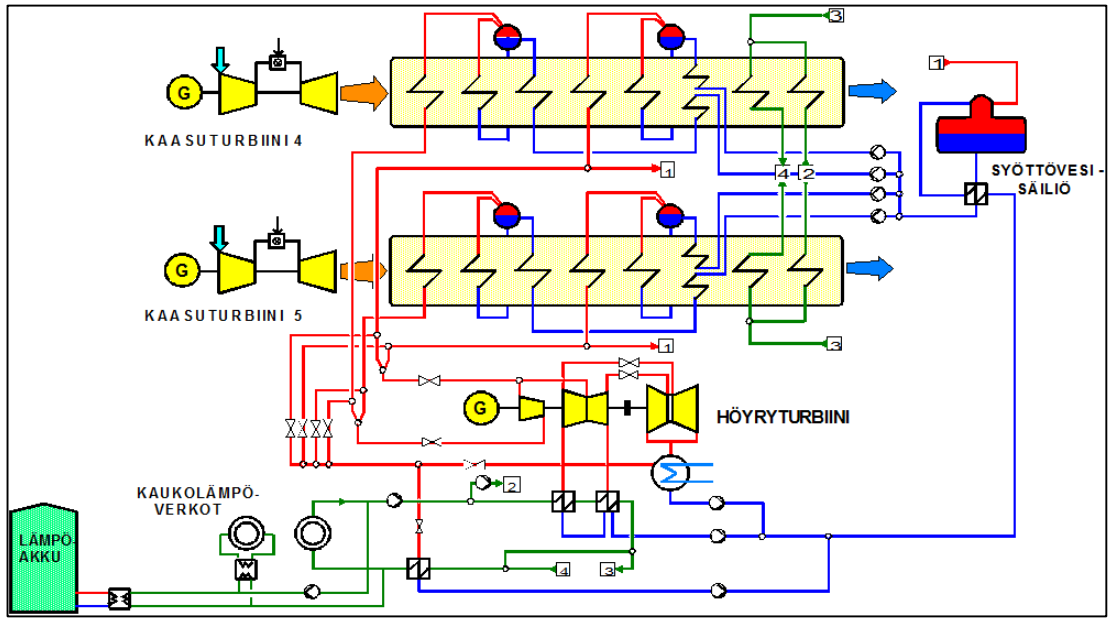 3
1
G
KAASUTURBIINI 4
SYÖTTÖVESI-
SÄILIÖ
1
4
2
G
KAASUTURBIINI 5
1
3
G
HÖYRYTURBIINI
KAUKOLÄMPÖ-
VERKOT
2
LÄMPÖ-
AKKU
4
3